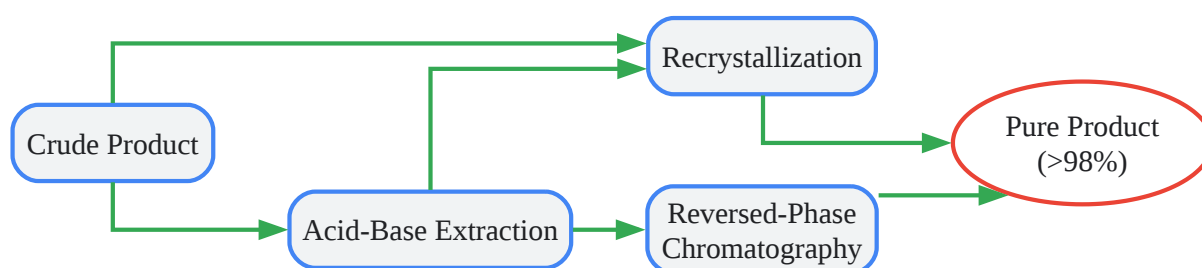 Recrystallization
Crude Product
Pure Product
(>98%)
Acid-Base Extraction
Reversed-Phase
Chromatography